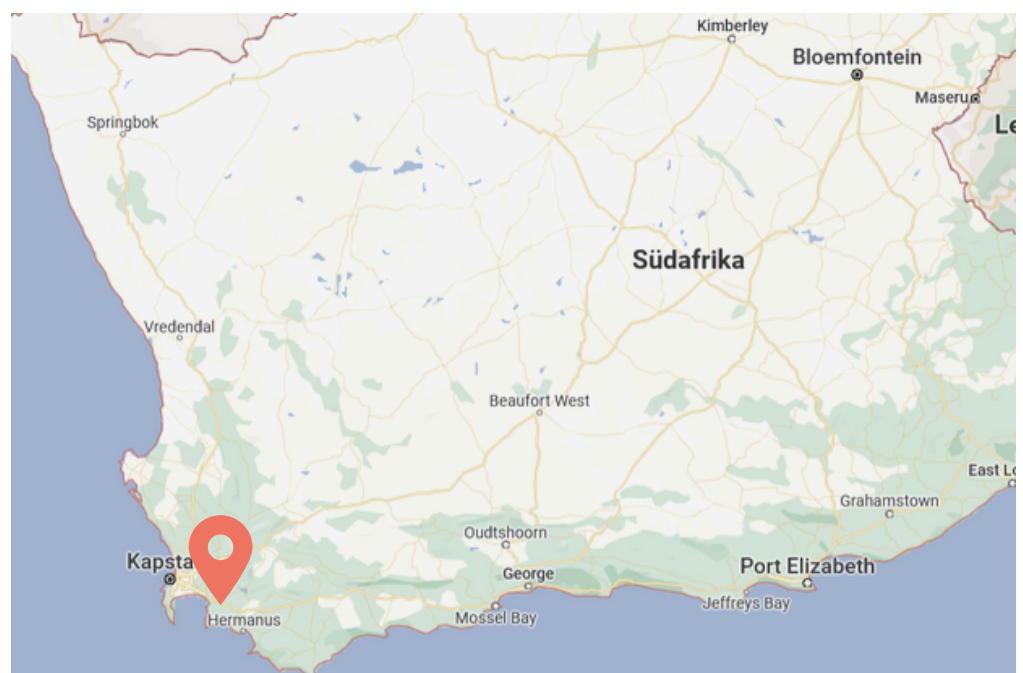 Kimberley
Bloemfontein
Maseru
Le
Springbok
Südafrika
Vredendal
Beaufort West
East Lo
Grahamstown
Oudtshoorn
Kapsta
George
Port Elizabeth
Jeffreys Bay
Mossel Bay
Hermanus